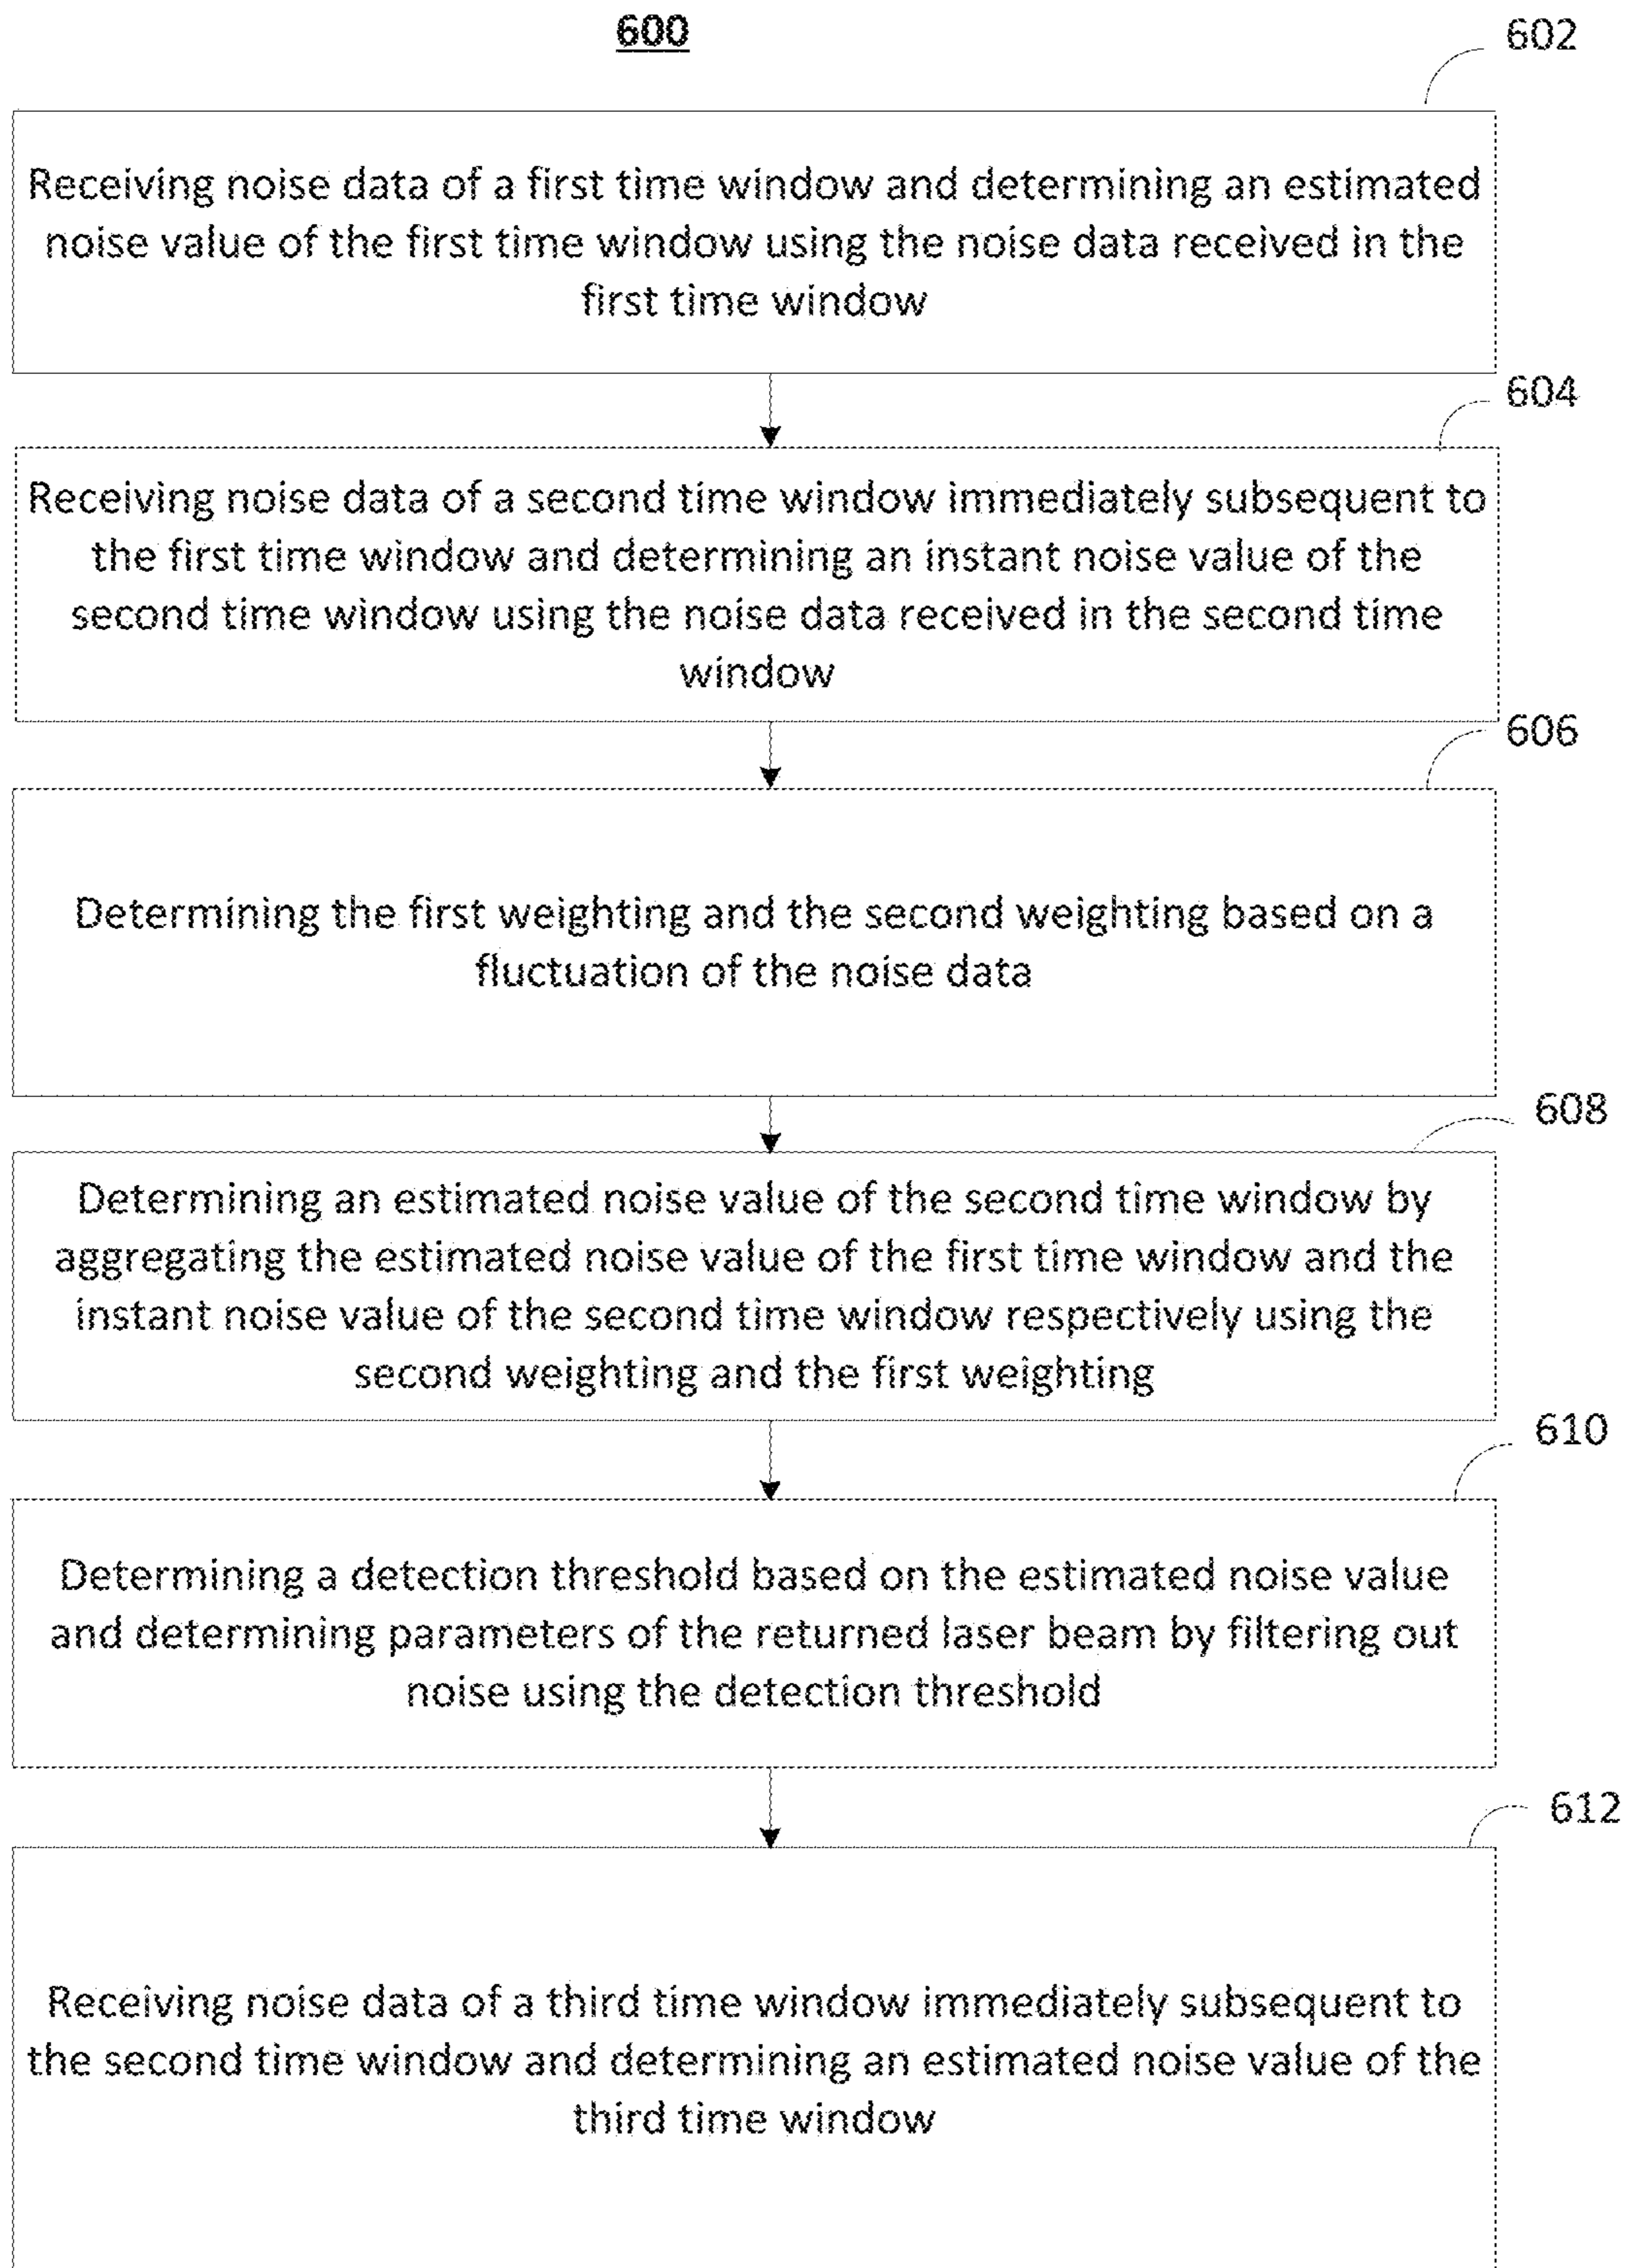 600
602
Receiving noise data of a first time window and determining an estimated
noise value of the first time window using the noise data received in the
first time window
604
Receiving noise data of a second time window immediately subsequent to
the first time window and determining an instant noise value of the
second time window using the noise data received in the second time
window
606
Determining the first weighting and the second weighting based on a
fluctuation of the noise data
608
Determining an estimated noise value of the second time window by
aggregating the estimated noise value of the first time window and the
instant noise value of the second time window respectively using the
second weighting and the first weighting
610
Determining a detection threshold based on the estimated noise value
and determining parameters of the returned laser beam by filtering out
noise using the detection threshold
612
Receiving noise data of a third time window immediately subsequent to
the second time window and determining an estimated noise value of the
third time window